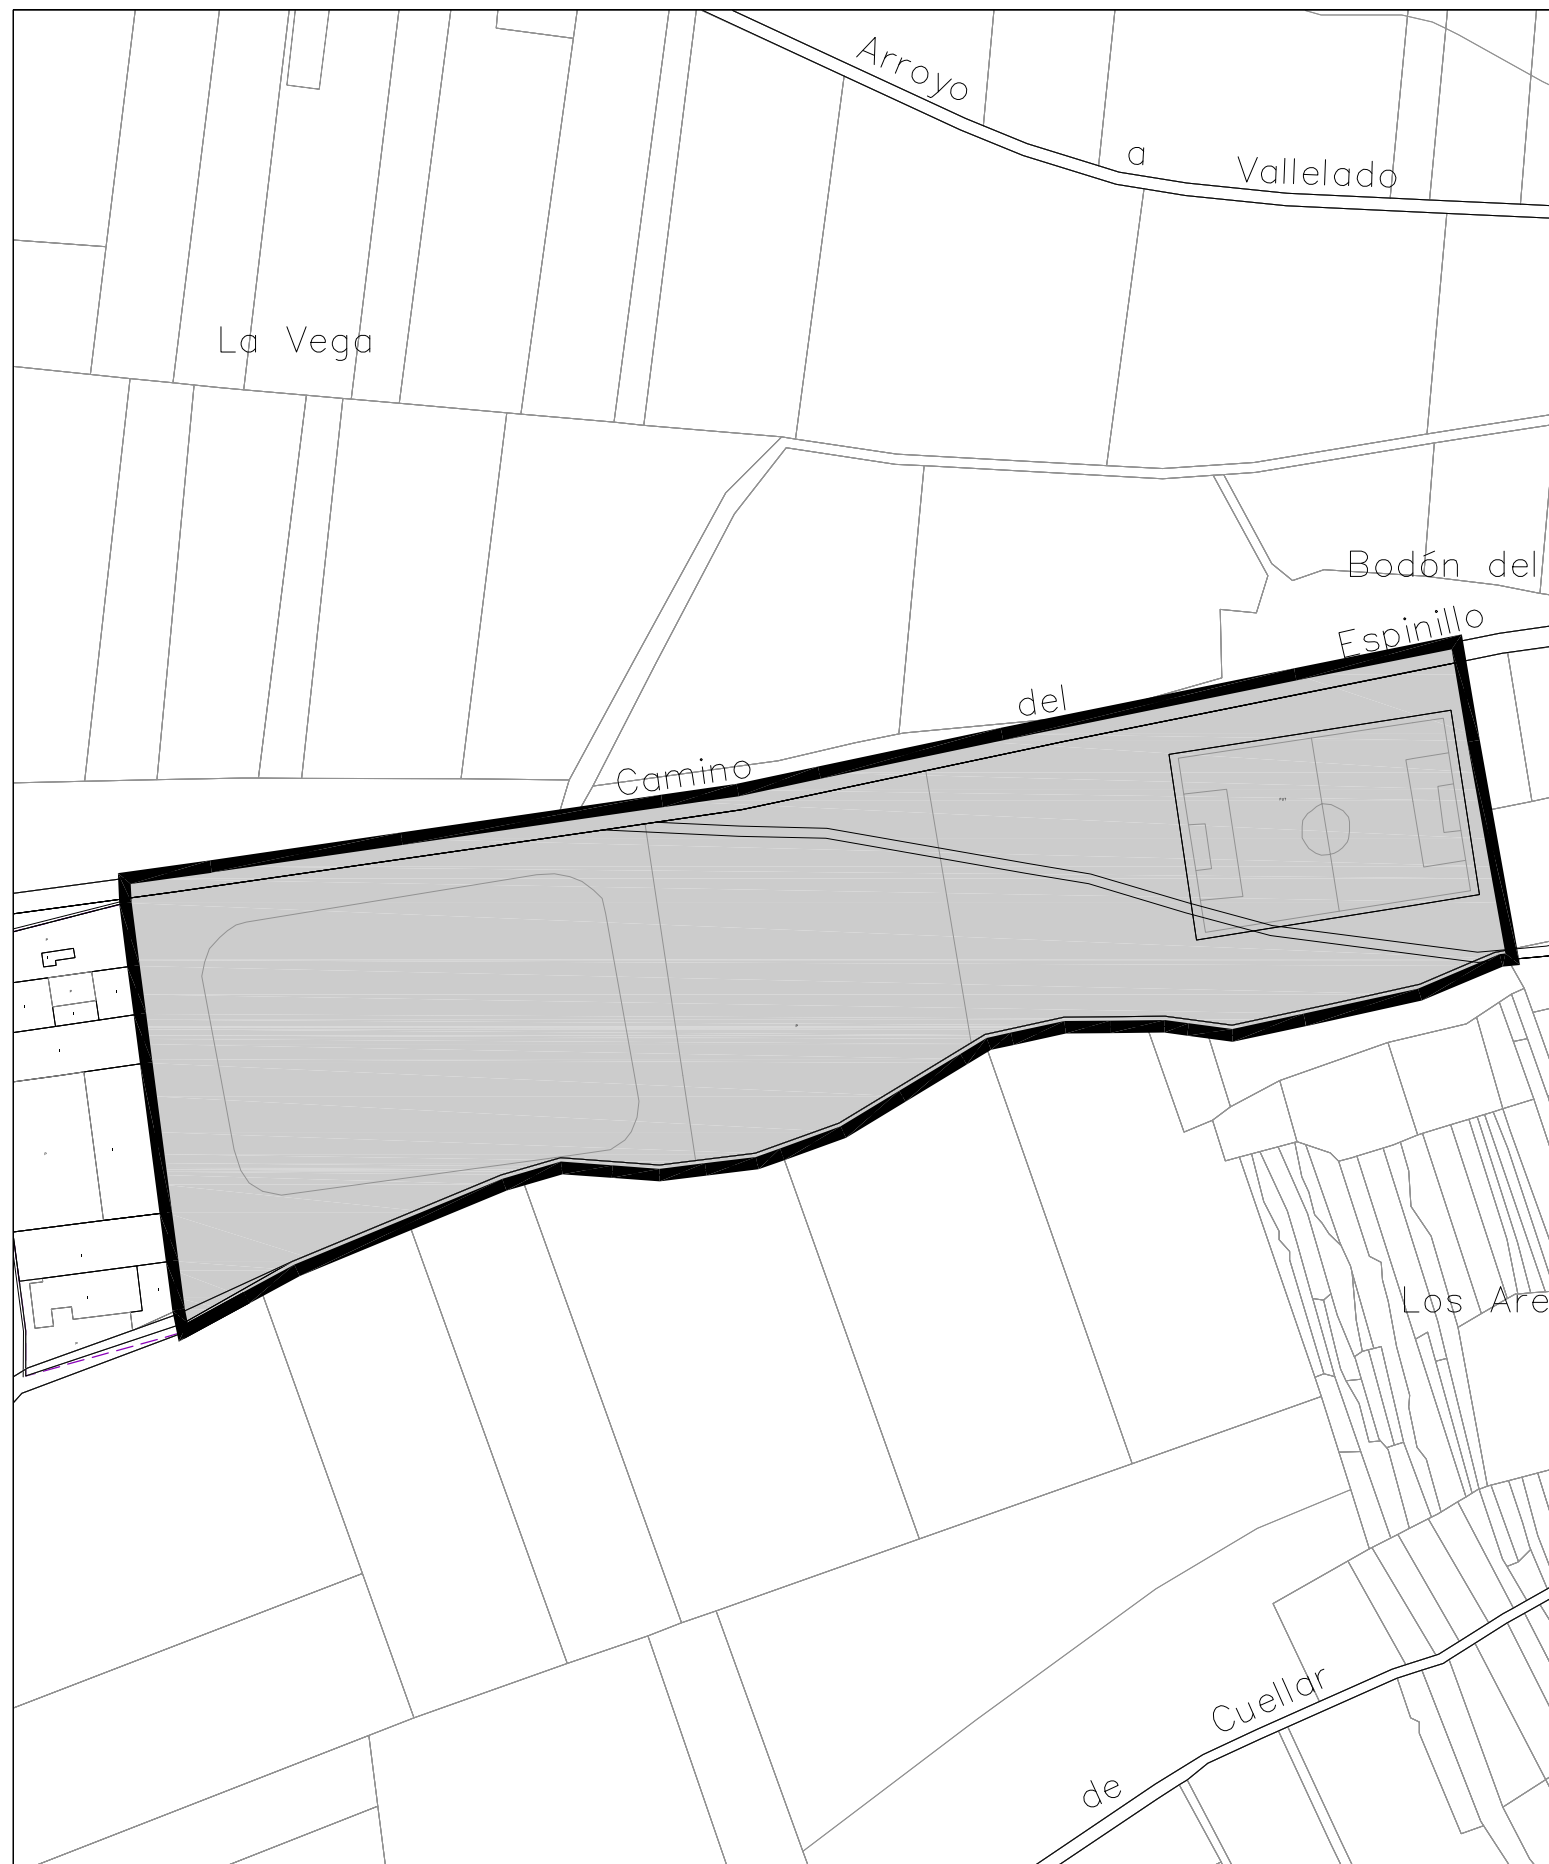 Arroyo
a Vallelado
La Vega
Bodón del
Espinillo
del
Camino
Los Are
Cuellar
de